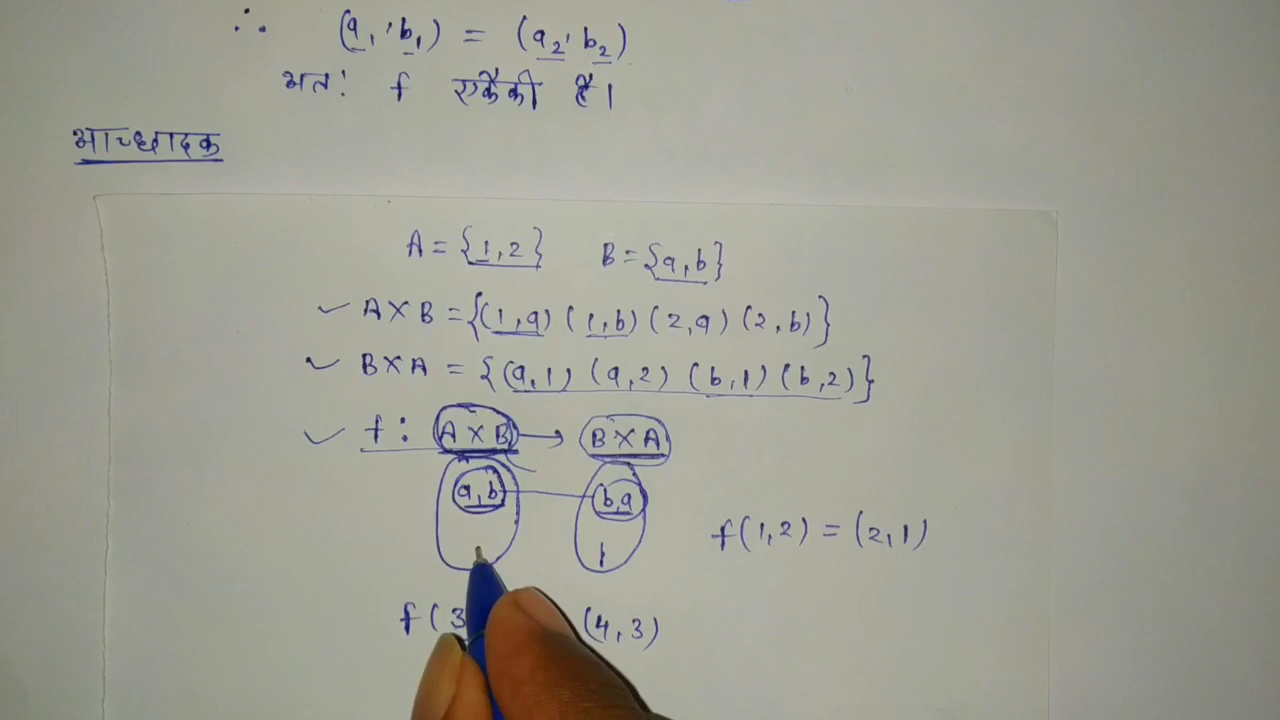 ∴ (a₁, b₁) = (a₂, b₂)
अतः f एकैकी है।
आच्छादक
A = {1,2} B = {a,b}
✓ A×B = {(1,a) (1,b) (2,a) (2,b)}
✓ B×A = {(a,1) (a,2) (b,1) (b,2)}
✓ f: A×B → B×A
a,b b,a
f(1,2) = (2,1)
f(3 (4,3)